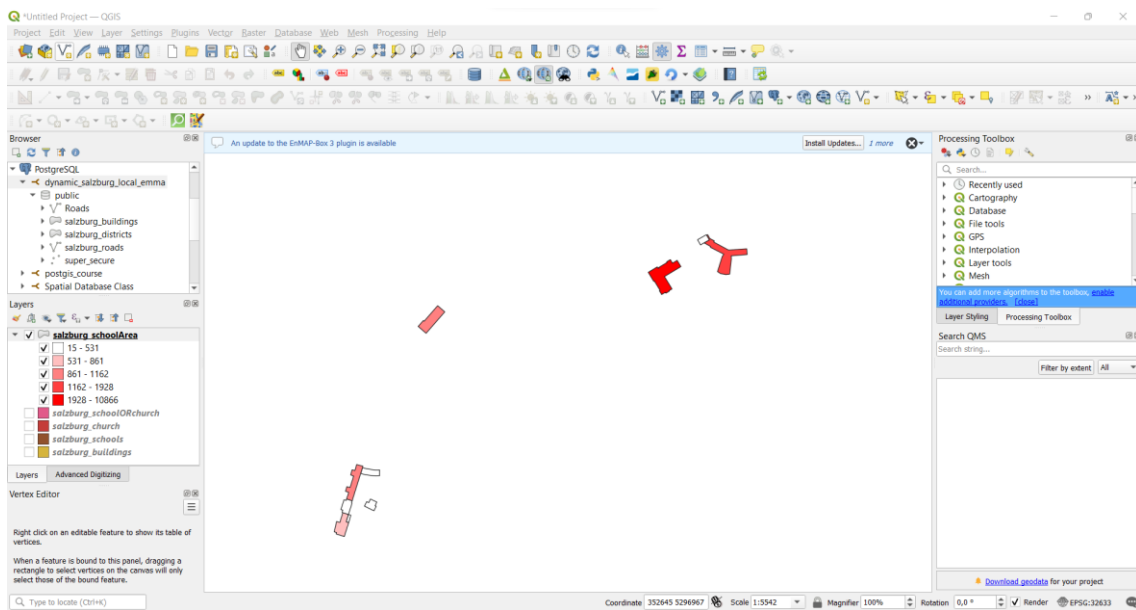 *Untitled Project — QGIS
Project Edit View Layer Settings Plugins Vector Raster Database Web Mesh Processing Help
Browser
PostgreSQL
dynamic_salzburg_local_emma
public
Roads
salzburg_buildings
salzburg_districts
salzburg_roads
super_secure
postgis_course
Spatial Database Class
Layers
salzburg_schoolArea
15 - 531
531 - 861
861 - 1162
1162 - 1928
1928 - 10866
salzburg_schoolORchurch
salzburg_church
salzburg_schools
salzburg_buildings
Layers Advanced Digitizing
Vertex Editor
Right click on an editable feature to show its table of
vertices.
When a feature is bound to this panel, dragging a
rectangle to select vertices on the canvas will only
select those of the bound feature.
An update to the EnMAP-Box 3 plugin is available
Install Updates... 1 more
Processing Toolbox
Search...
Recently used
Cartography
Database
File tools
GPS
Interpolation
Layer tools
Mesh
You can add more algorithms to the toolbox, enable
additional providers. [close]
Layer Styling Processing Toolbox
Search QMS
Search string...
Filter by extent All
Download geodata for your project
Type to locate (Ctrl+K)
Coordinate 352645 5296967 Scale 1:5542 Magnifier 100% Rotation 0,0 ° Render EPSG:32633